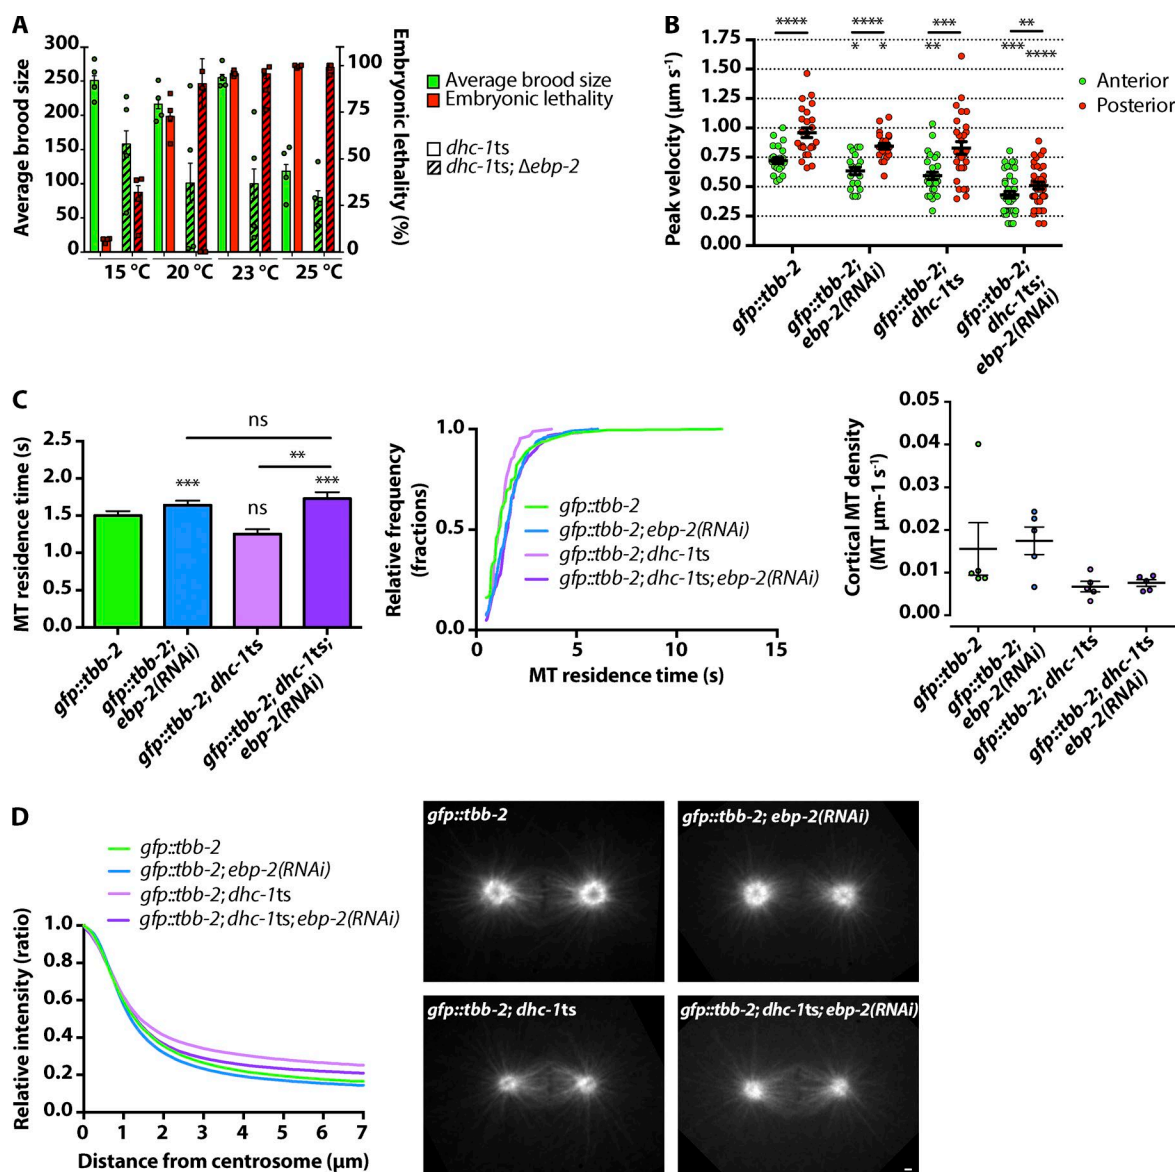 A
Average brood size
300
250
200
150
100
50
0
100
75
50
25
0
Embryonic lethality (%)
15 °C
20 °C
23 °C
25 °C
Average brood size
Embryonic lethality
dhc-1ts
dhc-1ts; Δebp-2
B
Peak velocity (μm s⁻¹)
1.75
1.50
1.25
1.00
0.75
0.50
0.25
0.00
**** **** *** **
* * ** *** ****
Anterior
Posterior
gfp::tbb-2
gfp::tbb-2;
ebp-2(RNAi)
gfp::tbb-2;
dhc-1ts
gfp::tbb-2;
dhc-1ts;
ebp-2(RNAi)
C
MT residence time (s)
2.5
2.0
1.5
1.0
0.5
0.0
ns
**
*** ns ***
gfp::tbb-2
gfp::tbb-2;
ebp-2(RNAi)
gfp::tbb-2; dhc-1ts
gfp::tbb-2; dhc-1ts;
ebp-2(RNAi)
Relative frequency
(fractions)
1.0
0.5
0.0
0
5
10
15
MT residence time (s)
gfp::tbb-2
gfp::tbb-2; ebp-2(RNAi)
gfp::tbb-2; dhc-1ts
gfp::tbb-2; dhc-1ts; ebp-2(RNAi)
Cortical MT density
(MT μm-1 s⁻¹)
0.05
0.04
0.02
0.01
0.00
gfp::tbb-2
gfp::tbb-2;
ebp-2(RNAi)
gfp::tbb-2; dhc-1ts
gfp::tbb-2; dhc-1ts
ebp-2(RNAi)
D
gfp::tbb-2
gfp::tbb-2; ebp-2(RNAi)
gfp::tbb-2; dhc-1ts
gfp::tbb-2; dhc-1ts; ebp-2(RNAi)
Relative intensity (ratio)
1.0
0.8
0.6
0.4
0.2
0.0
0 1 2 3 4 5 6 7
Distance from centrosome (μm)
gfp::tbb-2
gfp::tbb-2; ebp-2(RNAi)
gfp::tbb-2; dhc-1ts
gfp::tbb-2; dhc-1ts; ebp-2(RNAi)